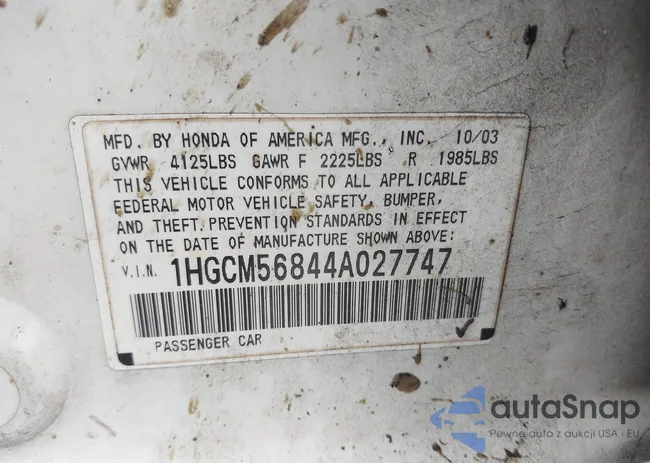 MFD. BY HONDA OF AMERICA MFG., INC. 10/03
GVWR 4125LBS GAWR F 2225LBS R 1985LBS
THIS VEHICLE CONFORMS TO ALL APPLICABLE
FEDERAL MOTOR VEHICLE SAFETY, BUMPER,
AND THEFT PREVENTION STANDARDS IN EFFECT
ON THE DATE OF MANUFACTURE SHOWN ABOVE:
V.I.N. 1HGCM56844A027747
PASSENGER CAR
autaSnap
Pewne auta z aukcji USA · EU